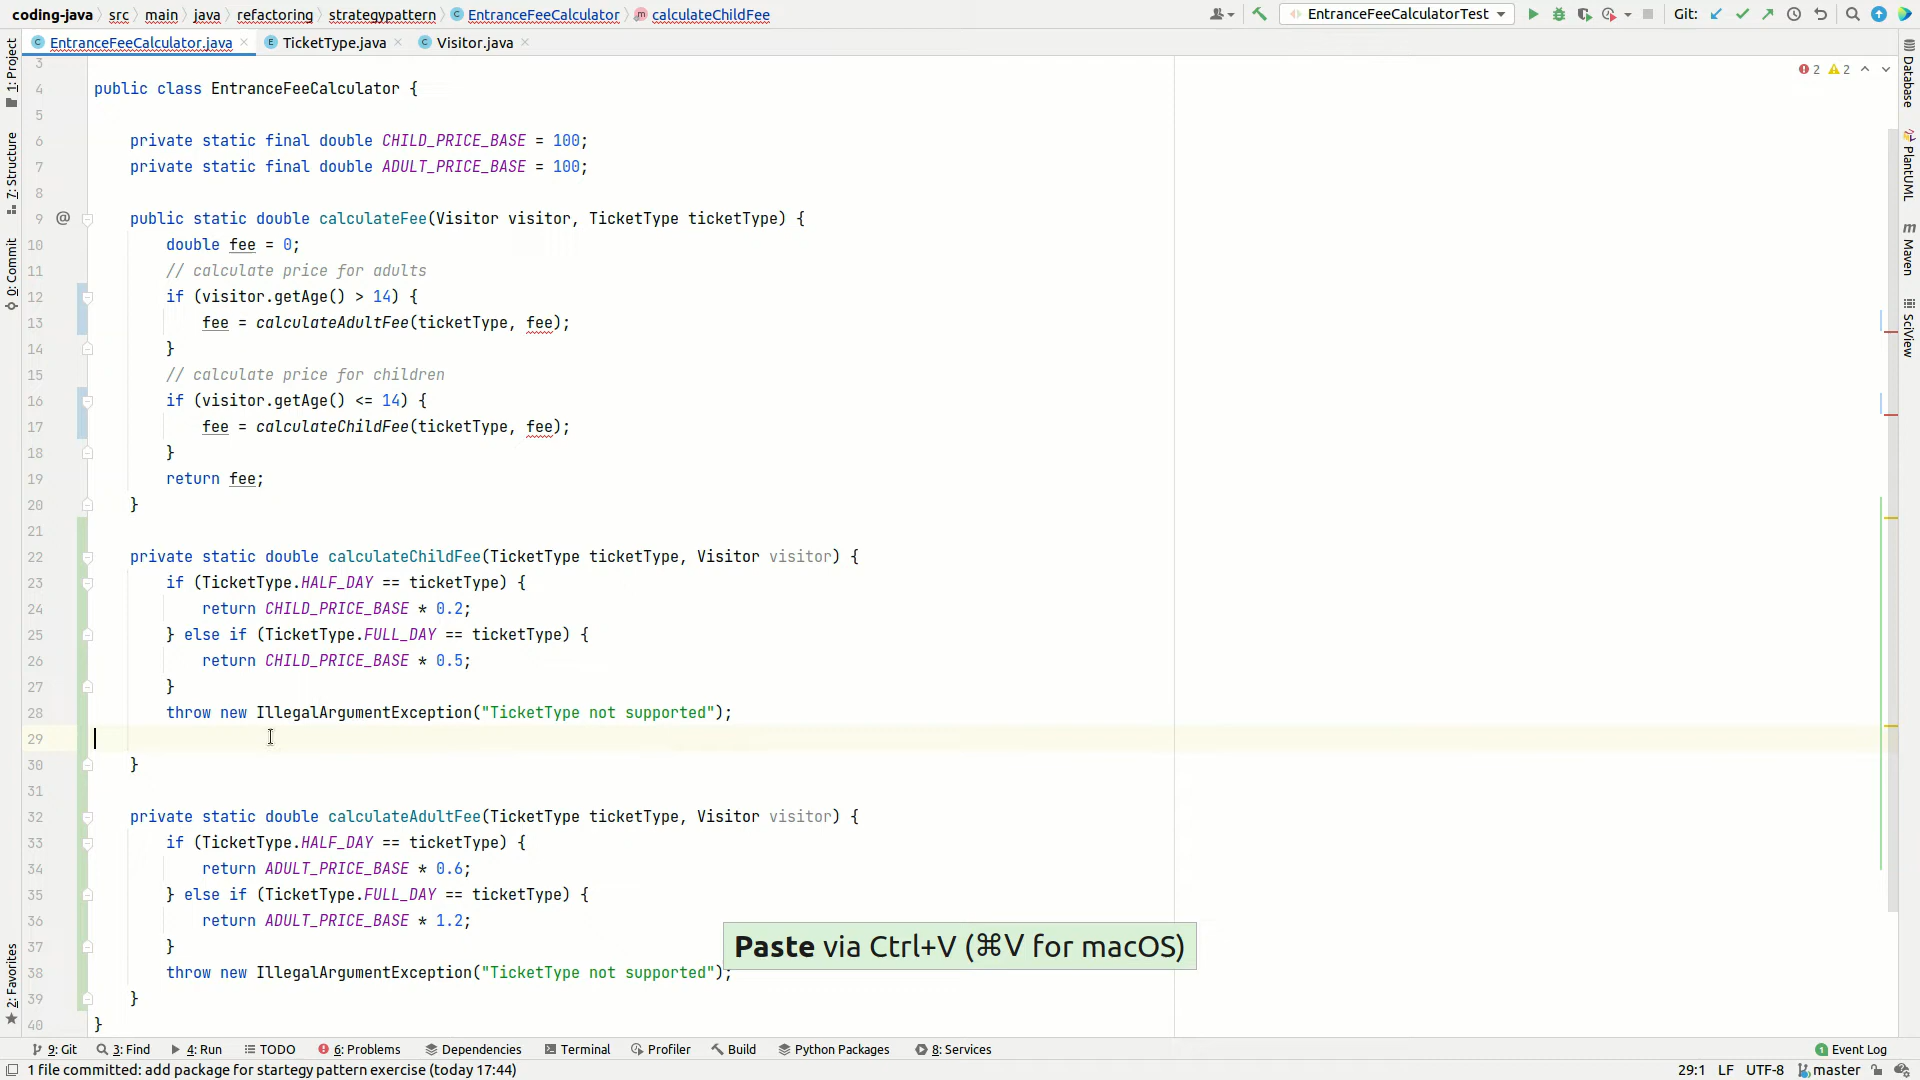 coding-java src main java refactoring strategypattern EntranceFeeCalculator calculateChildFee EntranceFeeCalculatorTest Git:
EntranceFeeCalculator.java TicketType.java Visitor.java
2 2
3
4 public class EntranceFeeCalculator {
5
6 private static final double CHILD_PRICE_BASE = 100;
7 private static final double ADULT_PRICE_BASE = 100;
8
9 @ public static double calculateFee(Visitor visitor, TicketType ticketType) {
10 double fee = 0;
11 // calculate price for adults
12 if (visitor.getAge() > 14) {
13 fee = calculateAdultFee(ticketType, fee);
14 }
15 // calculate price for children
16 if (visitor.getAge() <= 14) {
17 fee = calculateChildFee(ticketType, fee);
18 }
19 return fee;
20 }
21
22 private static double calculateChildFee(TicketType ticketType, Visitor visitor) {
23 if (TicketType.HALF_DAY == ticketType) {
24 return CHILD_PRICE_BASE * 0.2;
25 } else if (TicketType.FULL_DAY == ticketType) {
26 return CHILD_PRICE_BASE * 0.5;
27 }
28 throw new IllegalArgumentException("TicketType not supported");
29
30 }
31
32 private static double calculateAdultFee(TicketType ticketType, Visitor visitor) {
33 if (TicketType.HALF_DAY == ticketType) {
34 return ADULT_PRICE_BASE * 0.6;
35 } else if (TicketType.FULL_DAY == ticketType) {
36 return ADULT_PRICE_BASE * 1.2;
37 }
38 throw new IllegalArgumentException("TicketType not supported");
39 }
40 }
Paste via Ctrl+V (⌘V for macOS)
1: Project
7: Structure
0: Commit
2: Favorites
Database
PlantUML
Maven
SciView
9: Git 3: Find 4: Run TODO 6: Problems Dependencies Terminal Profiler Build Python Packages 8: Services 1 Event Log
1 file committed: add package for startegy pattern exercise (today 17:44) 29:1 LF UTF-8 master